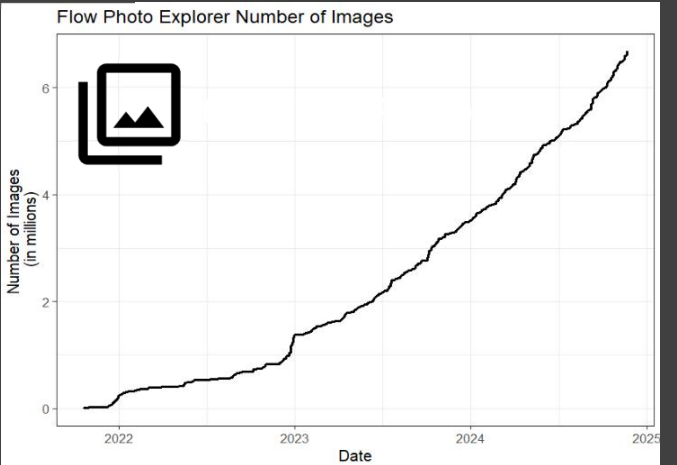 Flow Photo Explorer Number of Images
Number of Images
(in millions)
6
4
2
0
2022
2023
2024
2025
Date